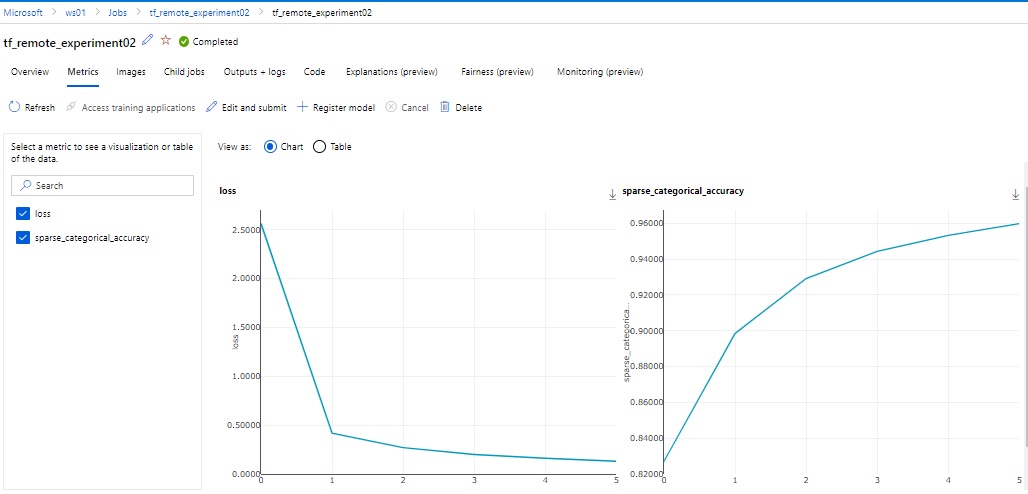 Microsoft > ws01 > Jobs > tf_remote_experiment02 > tf_remote_experiment02
tf_remote_experiment02 Completed
Overview Metrics Images Child jobs Outputs + logs Code Explanations (preview) Fairness (preview) Monitoring (preview)
Refresh Access training applications Edit and submit Register model Cancel Delete
Select a metric to see a visualization or table
of the data.
Search
loss
sparse_categorical_accuracy
View as: Chart Table
loss
2.5000
2.0000
1.5000
1.0000
0.50000
0.0000
loss
0 1 2 3 4 5
sparse_categorical_accuracy
0.96000
0.94000
0.92000
0.90000
0.88000
0.86000
0.84000
0.82000
sparse_categorica...
0 1 2 3 4 5